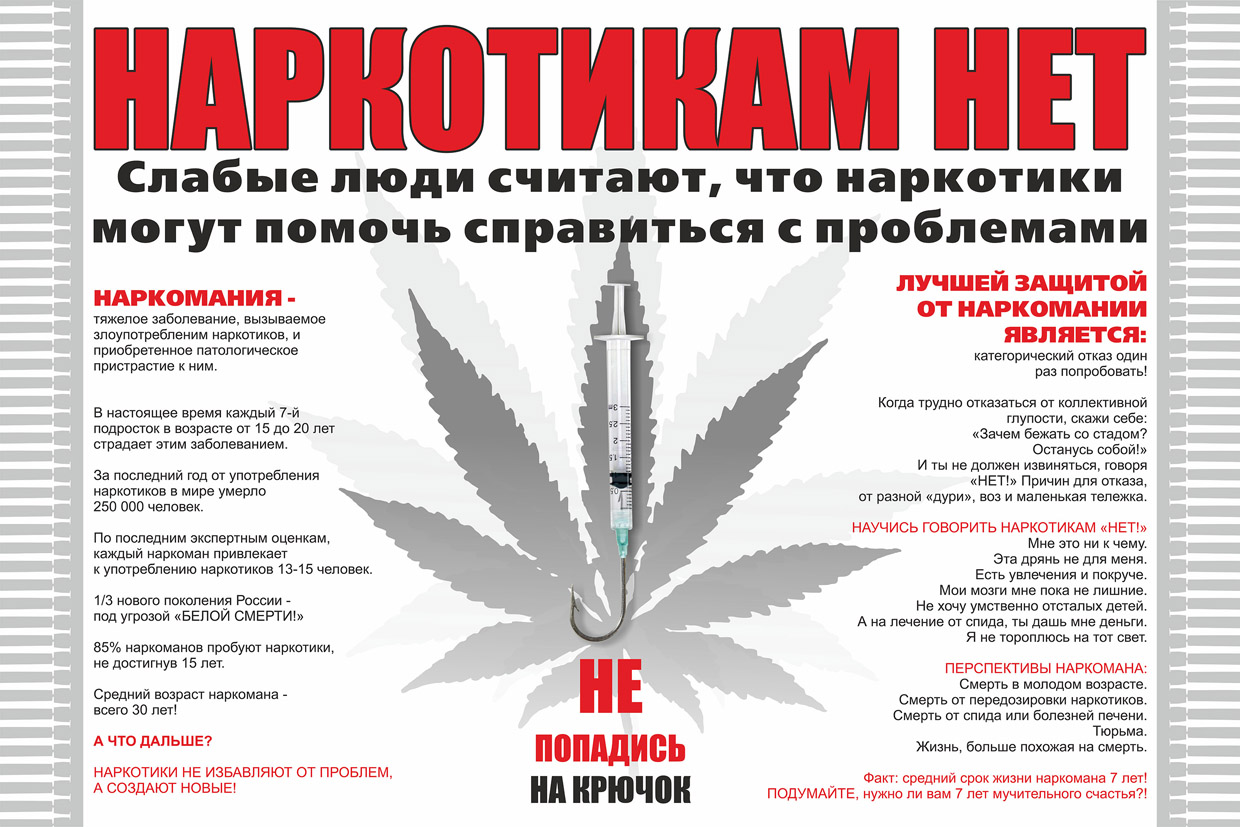 НАРКОТИКАМ НЕТ
Слабые люди считают, что наркотики
могут помочь справиться с проблемами
НАРКОМАНИЯ -
тяжелое заболевание, вызываемое
злоупотребленим наркотиков, и
приобретенное патологическое
пристрастие к ним.
В настоящее время каждый 7-й
подросток в возрасте от 15 до 20 лет
страдает этим заболеванием.
За последний год от употребления
наркотиков в мире умерло
250 000 человек.
По последним экспертным оценкам,
каждый наркоман привлекает
к употреблению наркотиков 13-15 человек.
1/3 нового поколения России -
под угрозой «БЕЛОЙ СМЕРТИ!»
85% наркоманов пробуют наркотики,
не достигнув 15 лет.
Средний возраст наркомана -
всего 30 лет!
А ЧТО ДАЛЬШЕ?
НАРКОТИКИ НЕ ИЗБАВЛЯЮТ ОТ ПРОБЛЕМ,
А СОЗДАЮТ НОВЫЕ!
НЕ
ПОПАДИСЬ
НА КРЮЧОК
ЛУЧШЕЙ ЗАЩИТОЙ
ОТ НАРКОМАНИИ
ЯВЛЯЕТСЯ:
категорический отказ один
раз попробовать!
Когда трудно отказаться от коллективной
глупости, скажи себе:
«Зачем бежать со стадом?
Останусь собой!»
И ты не должен извиняться, говоря
«НЕТ!» Причин для отказа,
от разной «дури», воз и маленькая тележка.
НАУЧИСЬ ГОВОРИТЬ НАРКОТИКАМ «НЕТ!»
Мне это ни к чему.
Эта дрянь не для меня.
Есть увлечения и покруче.
Мои мозги мне пока не лишние.
Не хочу умственно отсталых детей.
А на лечение от спида, ты дашь мне деньги.
Я не тороплюсь на тот свет.
ПЕРСПЕКТИВЫ НАРКОМАНА:
Смерть в молодом возрасте.
Смерть от передозировки наркотиков.
Смерть от спида или болезней печени.
Тюрьма.
Жизнь, больше похожая на смерть.
Факт: средний срок жизни наркомана 7 лет!
ПОДУМАЙТЕ, нужно ли вам 7 лет мучительного счастья?!